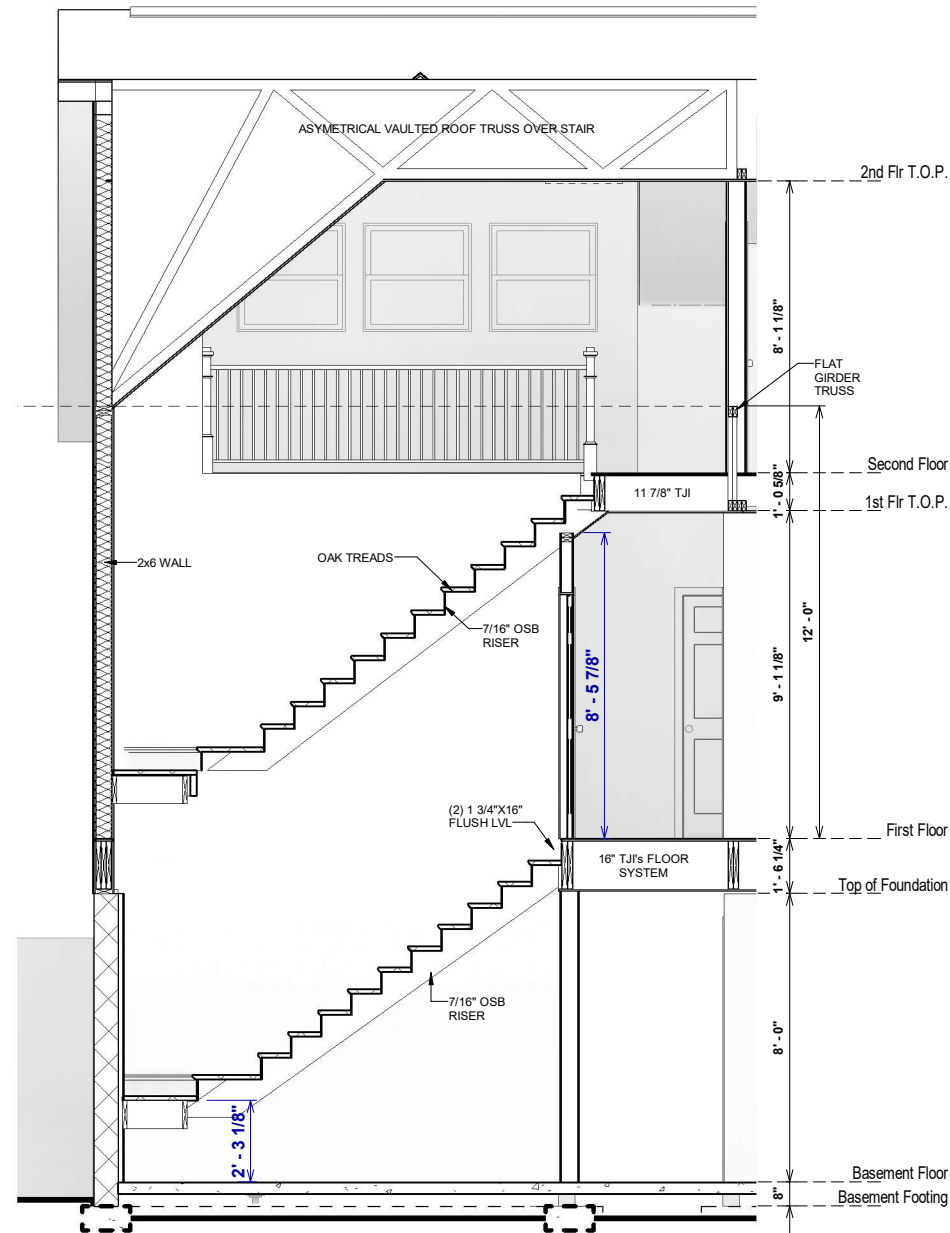 ASYMETRICAL VAULTED ROOF TRUSS OVER STAIR
2nd Flr T.O.P.
8' - 1 1/8"
FLAT
GIRDER
TRUSS
Second Floor
11 7/8" TJI
1' - 0 5/8"
1st Flr T.O.P.
2x6 WALL
OAK TREADS
7/16" OSB
RISER
8' - 5 7/8"
9' - 1 1/8"
12' - 0"
(2) 1 3/4"X16"
FLUSH LVL
First Floor
16" TJI's FLOOR
SYSTEM
1' - 6 1/4"
Top of Foundation
7/16" OSB
RISER
8' - 0"
2' - 3 1/8"
Basement Floor
8"
Basement Footing